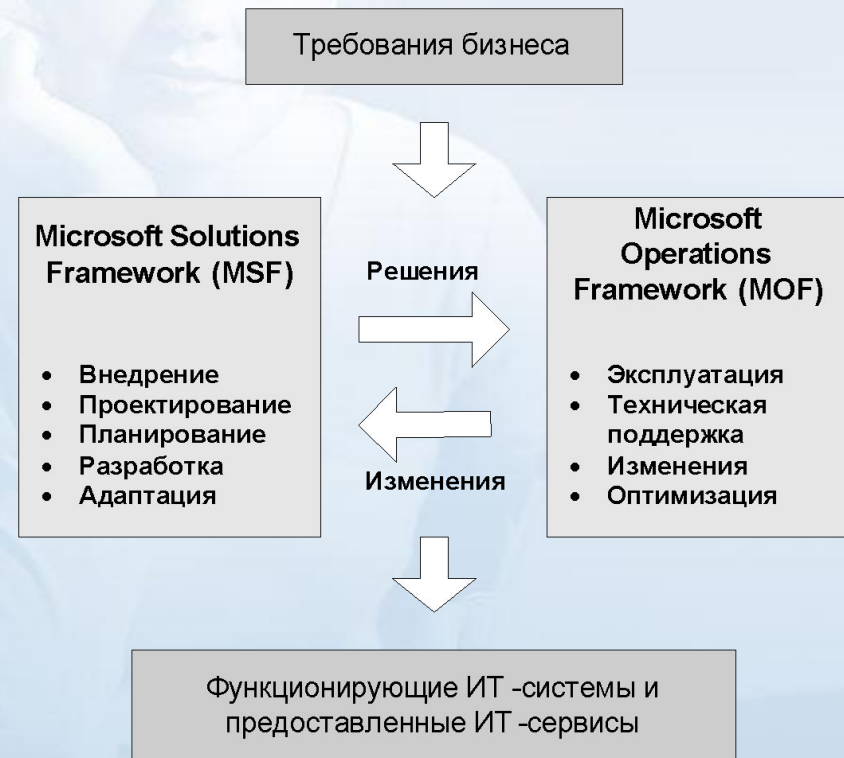 Требования бизнеса
Microsoft Solutions
Framework (MSF)
• Внедрение
• Проектирование
• Планирование
• Разработка
• Адаптация
Решения
Изменения
Microsoft
Operations
Framework (MOF)
• Эксплуатация
• Техническая
поддержка
• Изменения
• Оптимизация
Функционирующие ИТ -системы и
предоставленные ИТ -сервисы